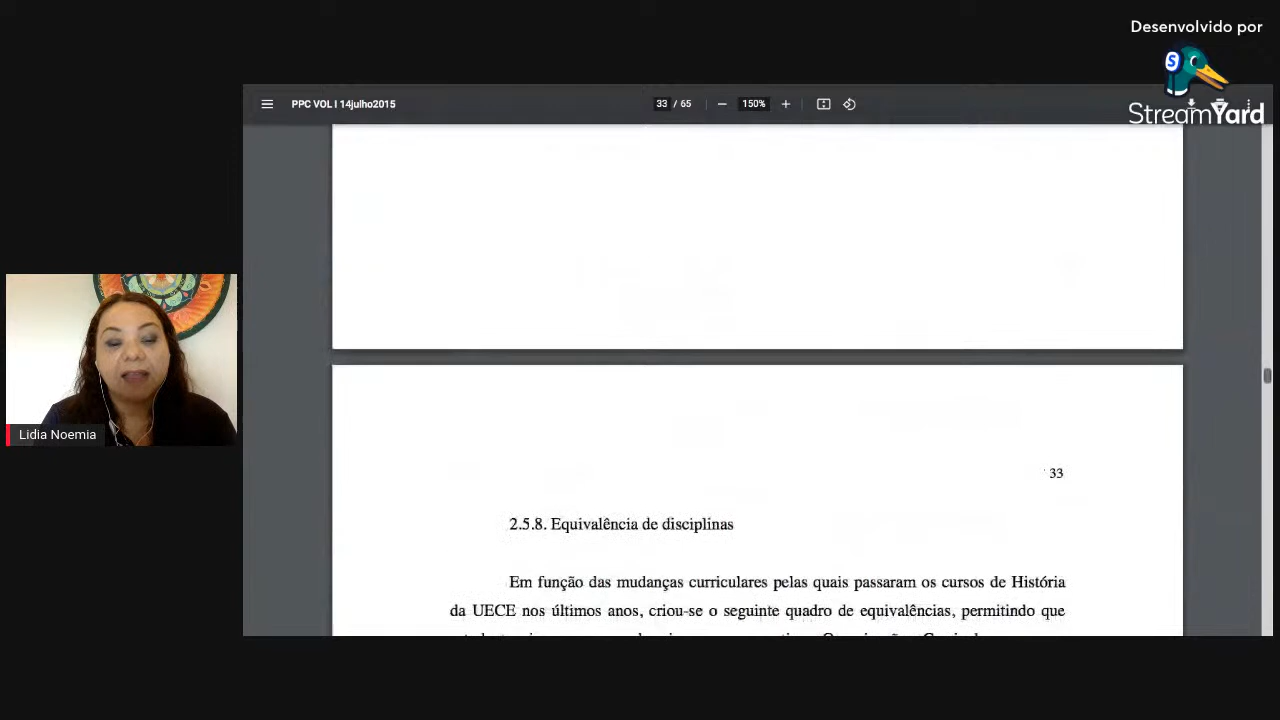 Desenvolvido por
StreamYard
PPC VOL I 14julho2015
33 / 65
150%
Lidia Noemia
33
2.5.8. Equivalência de disciplinas
Em função das mudanças curriculares pelas quais passaram os cursos de História
da UECE nos últimos anos, criou-se o seguinte quadro de equivalências, permitindo que